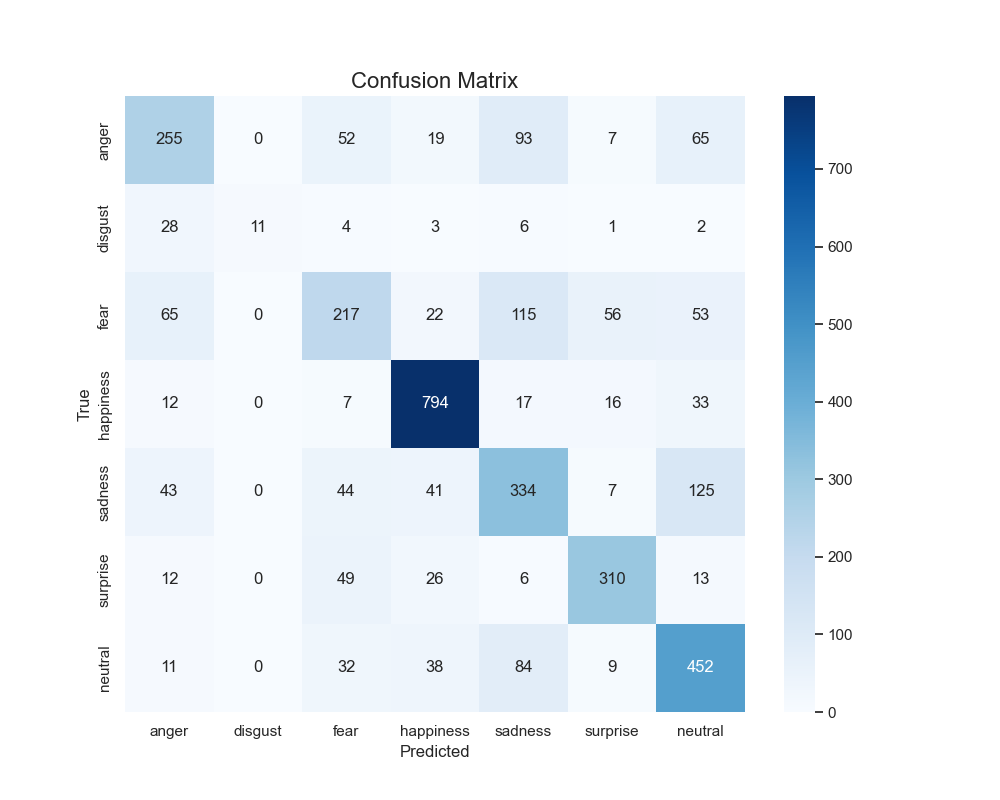 Confusion Matrix
anger 255 0 52 19 93 7 65
disgust 28 11 4 3 6 1 2
fear 65 0 217 22 115 56 53
happiness 12 0 7 794 17 16 33
sadness 43 0 44 41 334 7 125
surprise 12 0 49 26 6 310 13
neutral 11 0 32 38 84 9 452
True
anger disgust fear happiness sadness surprise neutral
Predicted
700
600
500
400
300
200
100
0